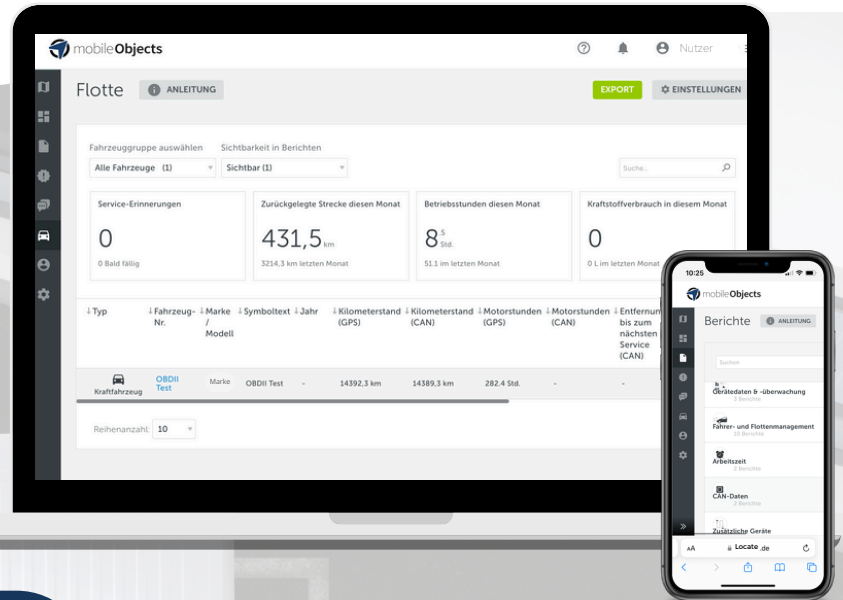 mobileObjects
Nutzer
Flotte
ANLEITUNG
EXPORT
EINSTELLUNGEN
Fahrzeuggruppe auswählen
Sichtbarkeit in Berichten
Alle Fahrzeuge (1)
Sichtbar (1)
Suche..
Service-Erinnerungen
0
0 Bald fällig
Zurückgelegte Strecke diesen Monat
431,5 km
3214,3 km letzten Monat
Betriebsstunden diesen Monat
8,5 Std.
51.1 im letzten Monat
Kraftstoffverbrauch in diesem Monat
0
0 L im letzten Monat
↓Typ
↓Fahrzeug-
Nr.
↓Marke
/
Modell
↓Symboltext
↓Jahr
↓Kilometerstand
(GPS)
↓Kilometerstand
(CAN)
↓Motorstunden
(GPS)
↓Motorstunden
(CAN)
↓Entfernun
bis zum
nächsten
Service
(CAN)
Kraftfahrzeug
OBDII
Test
Marke
OBDII Test
-
14392,3 km
14389,3 km
282.4 Std.
-
-
Reihenanzahl:
10
10:25
mobileObjects
Berichte
ANLEITUNG
Suchen
Gerätedaten & -überwachung
3 Berichte
Fahrer- und Flottenmanagement
10 Berichte
Arbeitszeit
2 Berichte
CAN-Daten
2 Berichte
Zusätzliche Geräte
AA
Locate .de